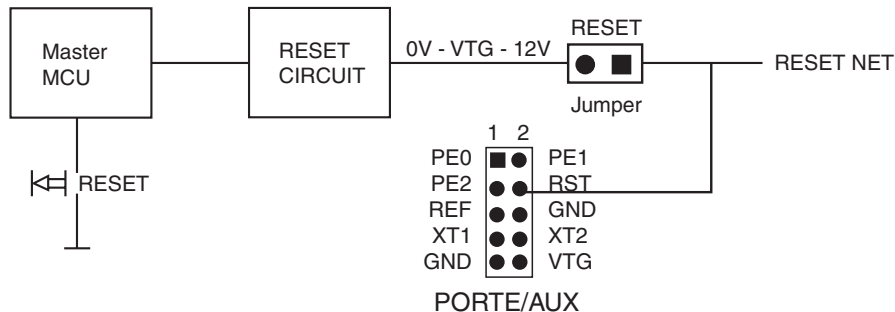 RESET
Master
MCU
RESET
CIRCUIT
0V - VTG - 12V
RESET NET
Jumper
1 2
PE0 PE1
PE2 RST
REF GND
XT1 XT2
GND VTG
RESET
PORTE/AUX